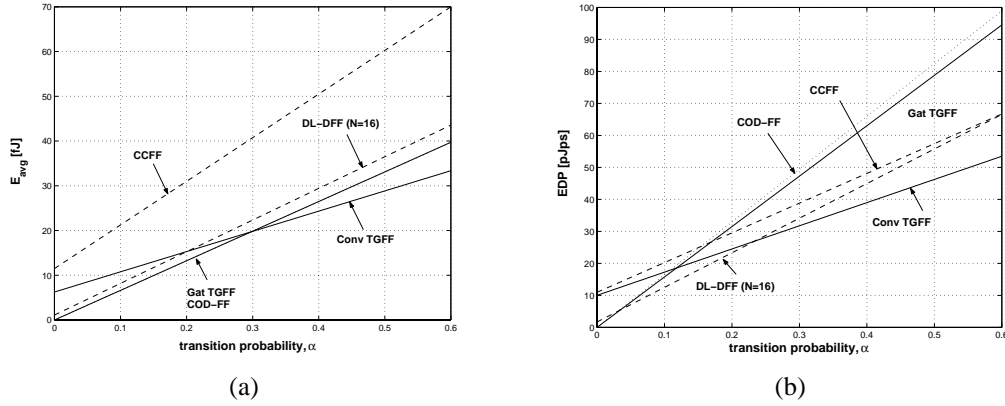 70
60
50
40
30
20
10
0
E_avg [fJ]
CCFF
DL-DFF (N=16)
Conv TGFF
Gat TGFF
COD-FF
0 0.1 0.2 0.3 0.4 0.5 0.6
transition probability, α
(a)
100
90
80
70
60
50
40
30
20
10
0
EDP [pJps]
CCFF
COD-FF
Gat TGFF
Conv TGFF
DL-DFF (N=16)
0 0.1 0.2 0.3 0.4 0.5 0.6
transition probability, α
(b)